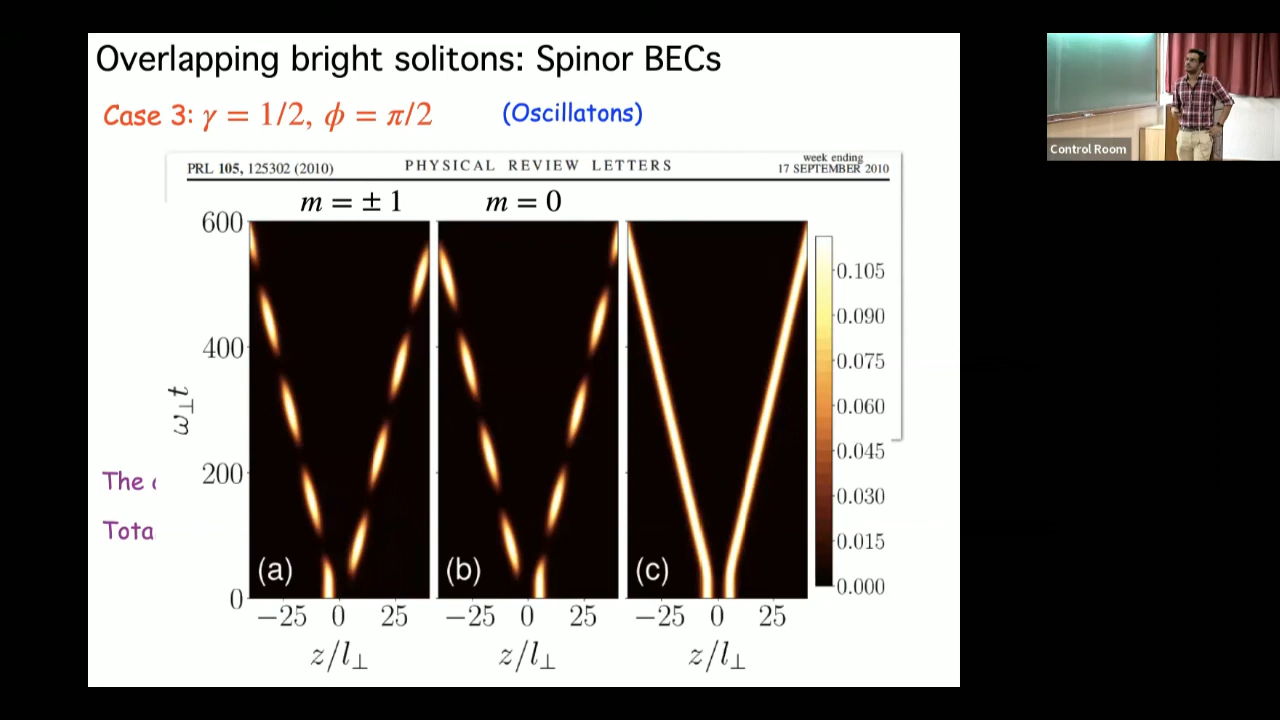 Overlapping bright solitons: Spinor BECs
Case 3: γ = 1/2, ϕ = π/2 (Oscillatons)
PRL 105, 125302 (2010) PHYSICAL REVIEW LETTERS week ending 17 SEPTEMBER 2010
m = ± 1 m = 0
600
400
200
0
ω⊥t
(a) (b) (c)
−25 0 25 −25 0 25 −25 0 25
z/l⊥ z/l⊥ z/l⊥
0.105
0.090
0.075
0.060
0.045
0.030
0.015
0.000
The
Tota
Control Room